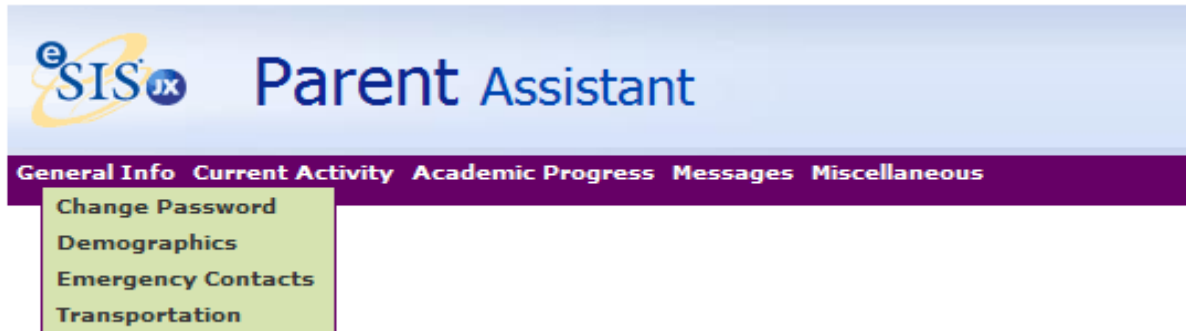 eSIS JX Parent Assistant
General Info Current Activity Academic Progress Messages Miscellaneous
Change Password
Demographics
Emergency Contacts
Transportation